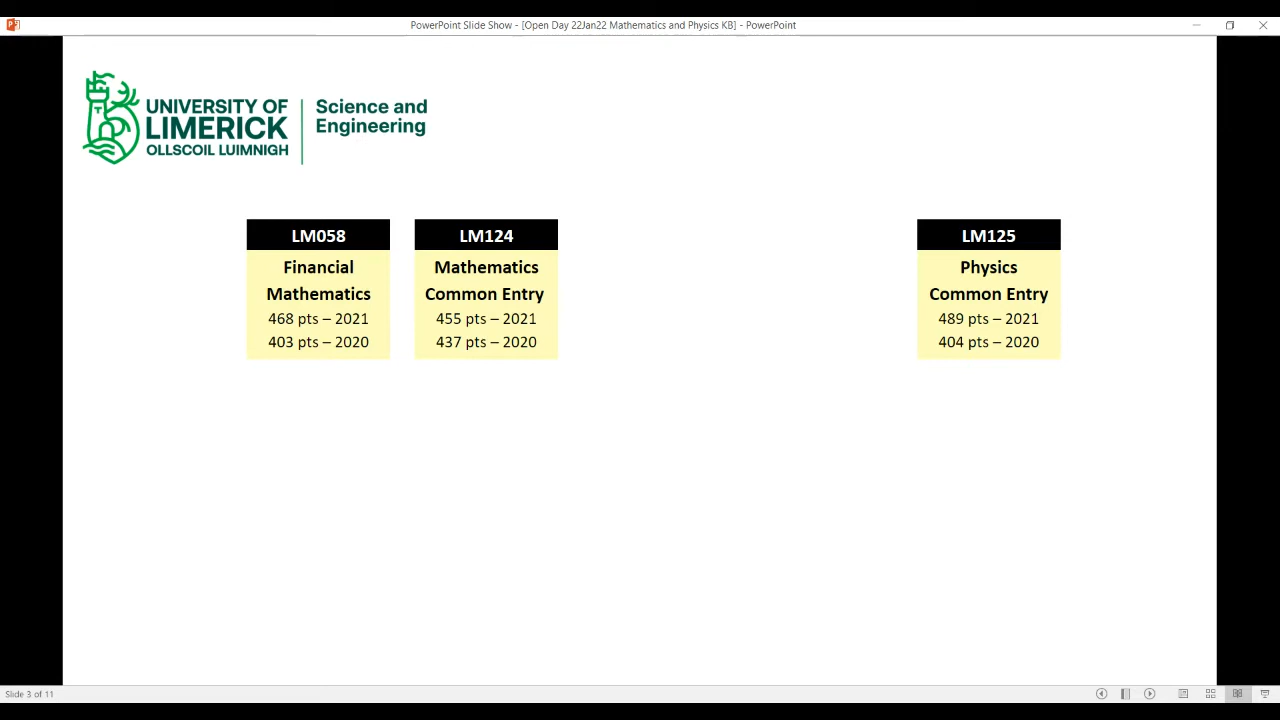 PowerPoint Slide Show - [Open Day 22Jan22 Mathematics and Physics KB] - PowerPoint
UNIVERSITY OF
LIMERICK
OLLSCOIL LUIMNIGH
Science and
Engineering
LM058
Financial
Mathematics
468 pts – 2021
403 pts – 2020
LM124
Mathematics
Common Entry
455 pts – 2021
437 pts – 2020
LM125
Physics
Common Entry
489 pts – 2021
404 pts – 2020
Slide 3 of 11